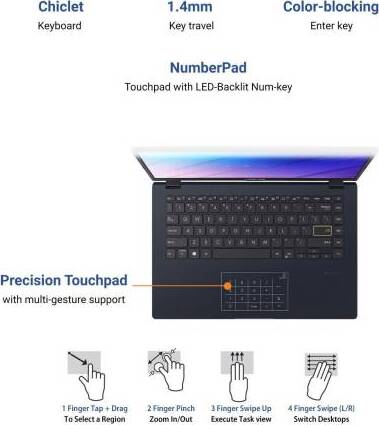 Chiclet
Keyboard
1.4mm
Key travel
Color-blocking
Enter key
NumberPad
Touchpad with LED-Backlit Num-key
Precision Touchpad
with multi-gesture support
1 Finger Tap + Drag
To Select a Region
2 Finger Pinch
Zoom In/Out
3 Finger Swipe Up
Execute Task view
4 Finger Swipe (L/R)
Switch Desktops